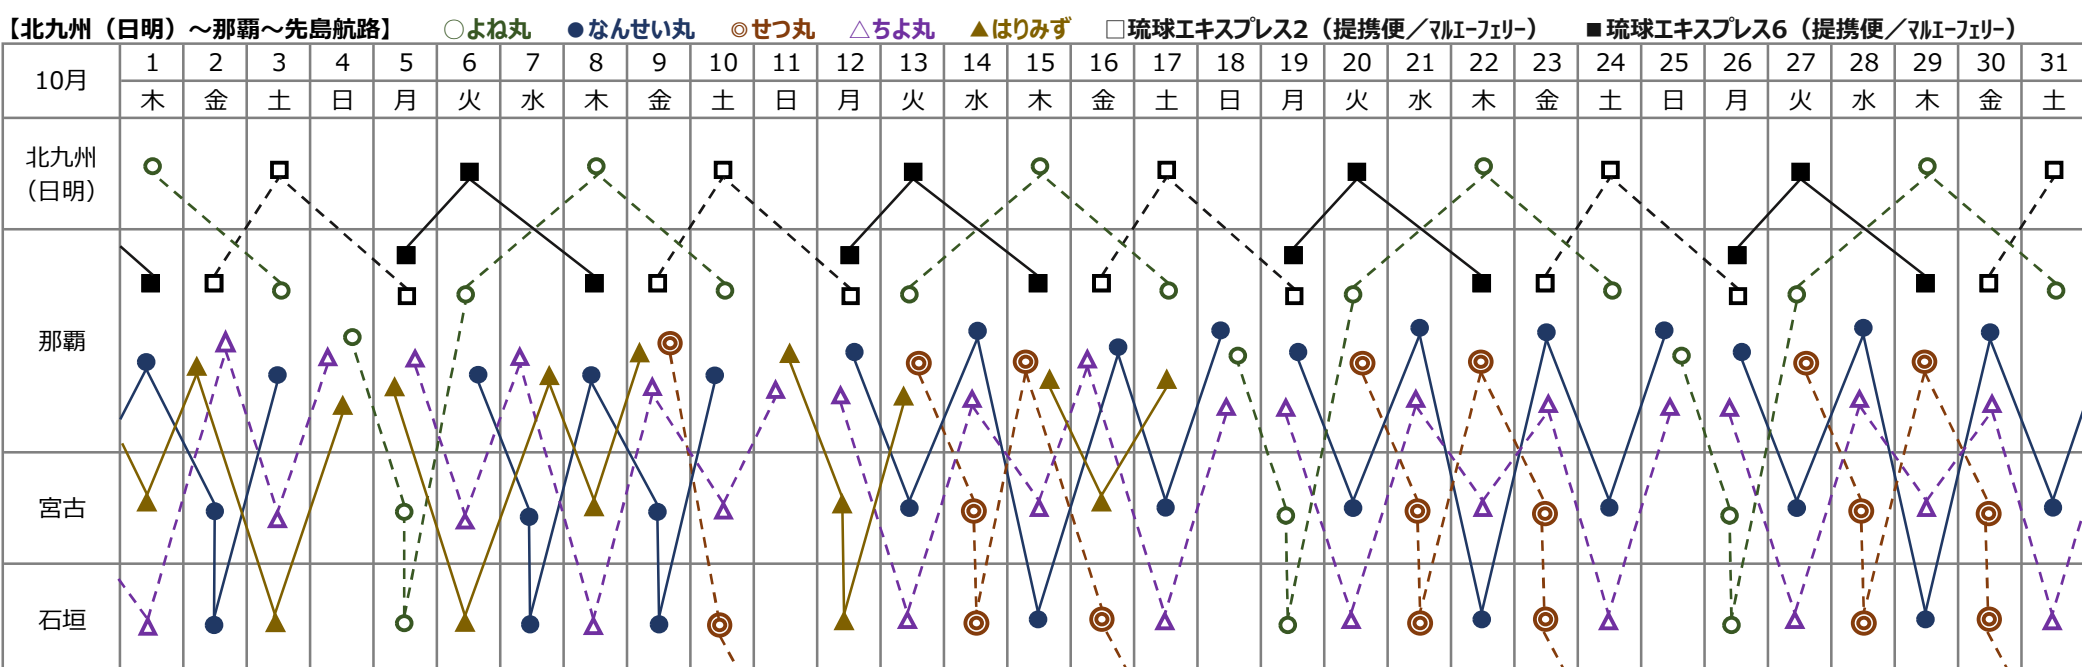 【北九州（日明）～那覇～先島航路】 ○よね丸 ●なんせい丸 ◎せつ丸 △ちよ丸 ▲はりみず □琉球エキスプレス2（提携便／ﾏﾙエーフェリー） ■琉球エキスプレス6（提携便／ﾏﾙエーフェリー）
10月 1 2 3 4 5 6 7 8 9 10 11 12 13 14 15 16 17 18 19 20 21 22 23 24 25 26 27 28 29 30 31
木 金 土 日 月 火 水 木 金 土 日 月 火 水 木 金 土 日 月 火 水 木 金 土 日 月 火 水 木 金 土
北九州
（日明）
那覇
宮古
石垣